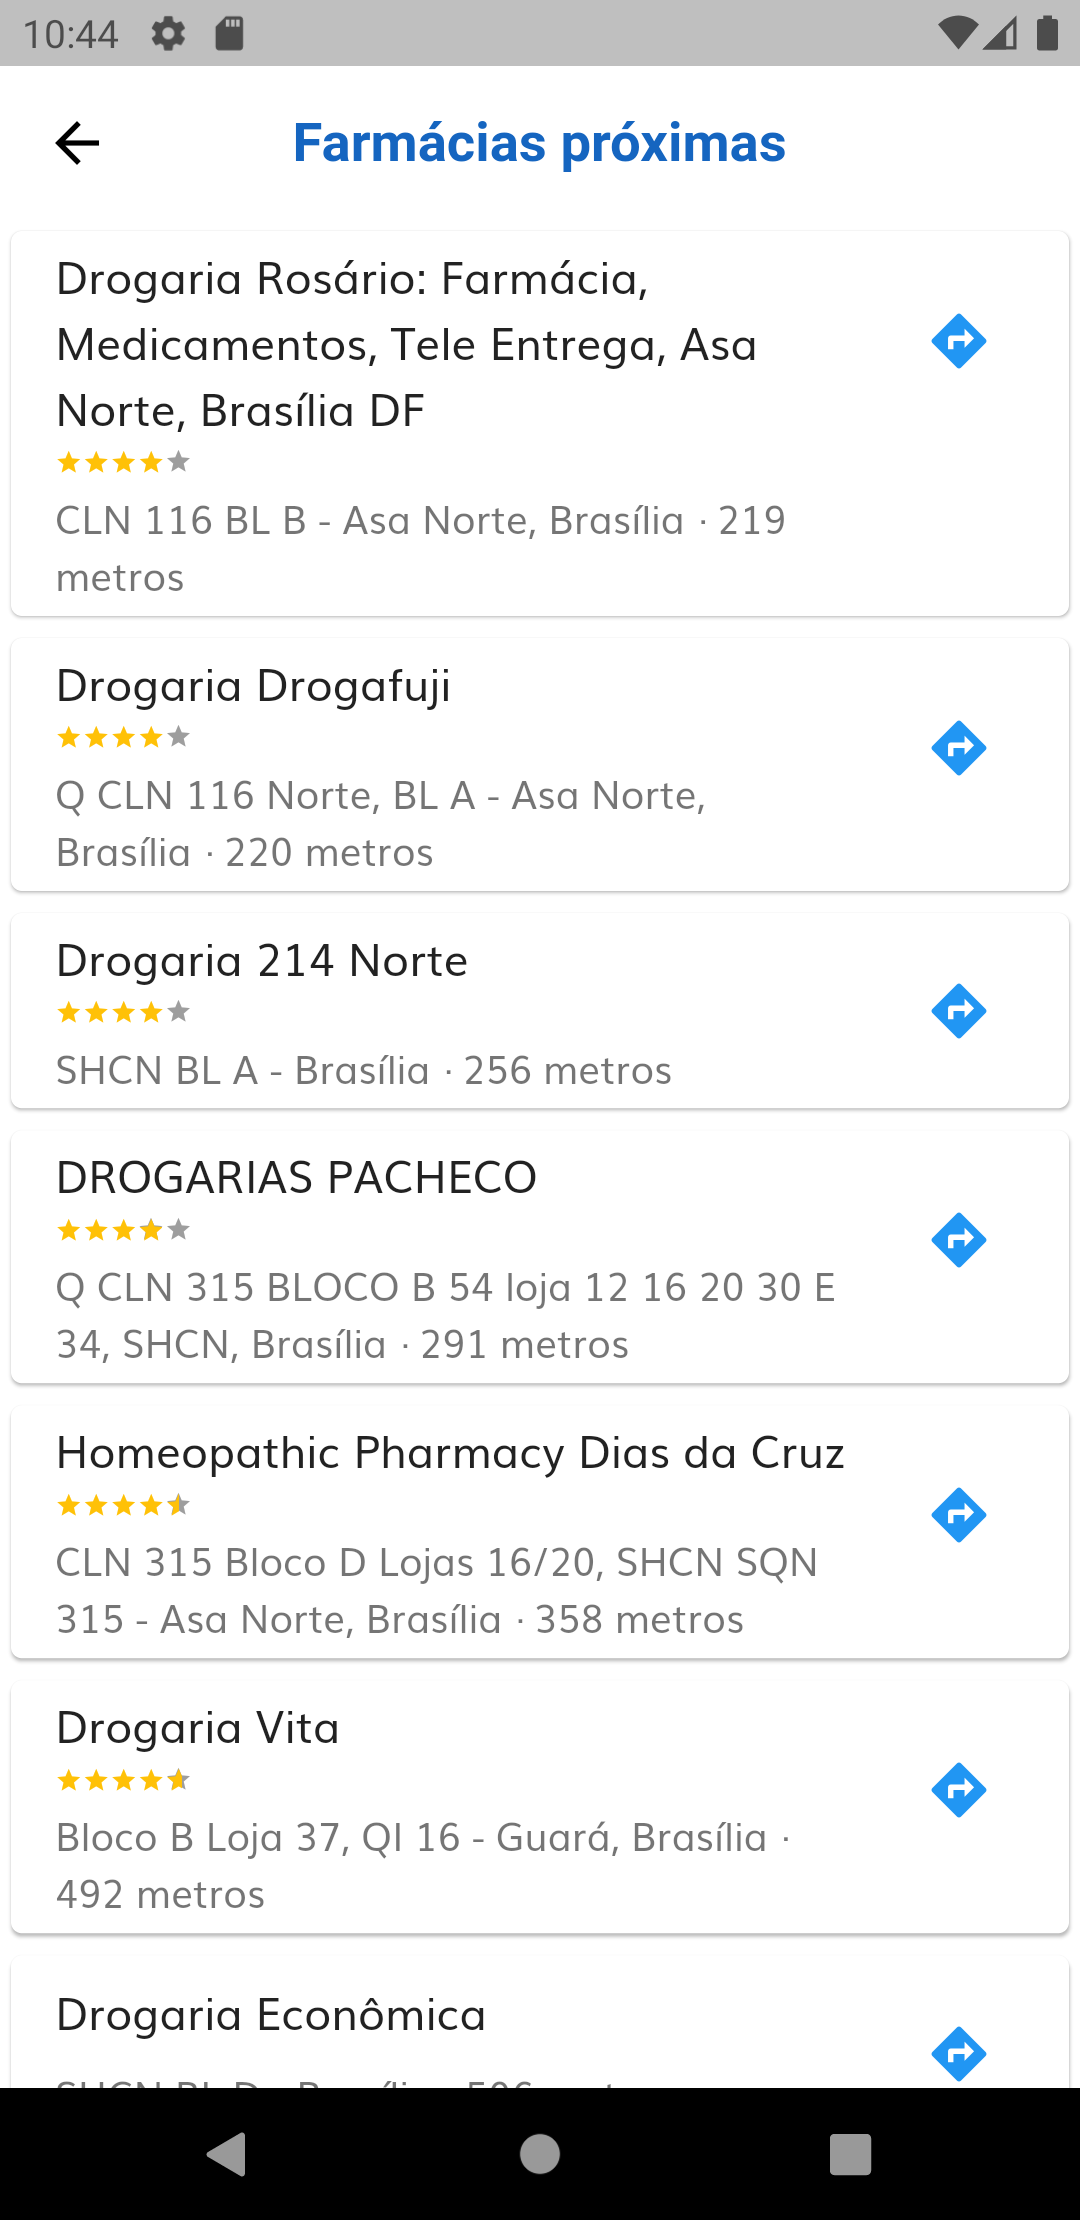 10:44
Farmácias próximas
Drogaria Rosário: Farmácia,
Medicamentos, Tele Entrega, Asa
Norte, Brasília DF
CLN 116 BL B - Asa Norte, Brasília · 219
metros
Drogaria Drogafuji
Q CLN 116 Norte, BL A - Asa Norte,
Brasília · 220 metros
Drogaria 214 Norte
SHCN BL A - Brasília · 256 metros
DROGARIAS PACHECO
Q CLN 315 BLOCO B 54 loja 12 16 20 30 E
34, SHCN, Brasília · 291 metros
Homeopathic Pharmacy Dias da Cruz
CLN 315 Bloco D Lojas 16/20, SHCN SQN
315 - Asa Norte, Brasília · 358 metros
Drogaria Vita
Bloco B Loja 37, QI 16 - Guará, Brasília ·
492 metros
Drogaria Econômica